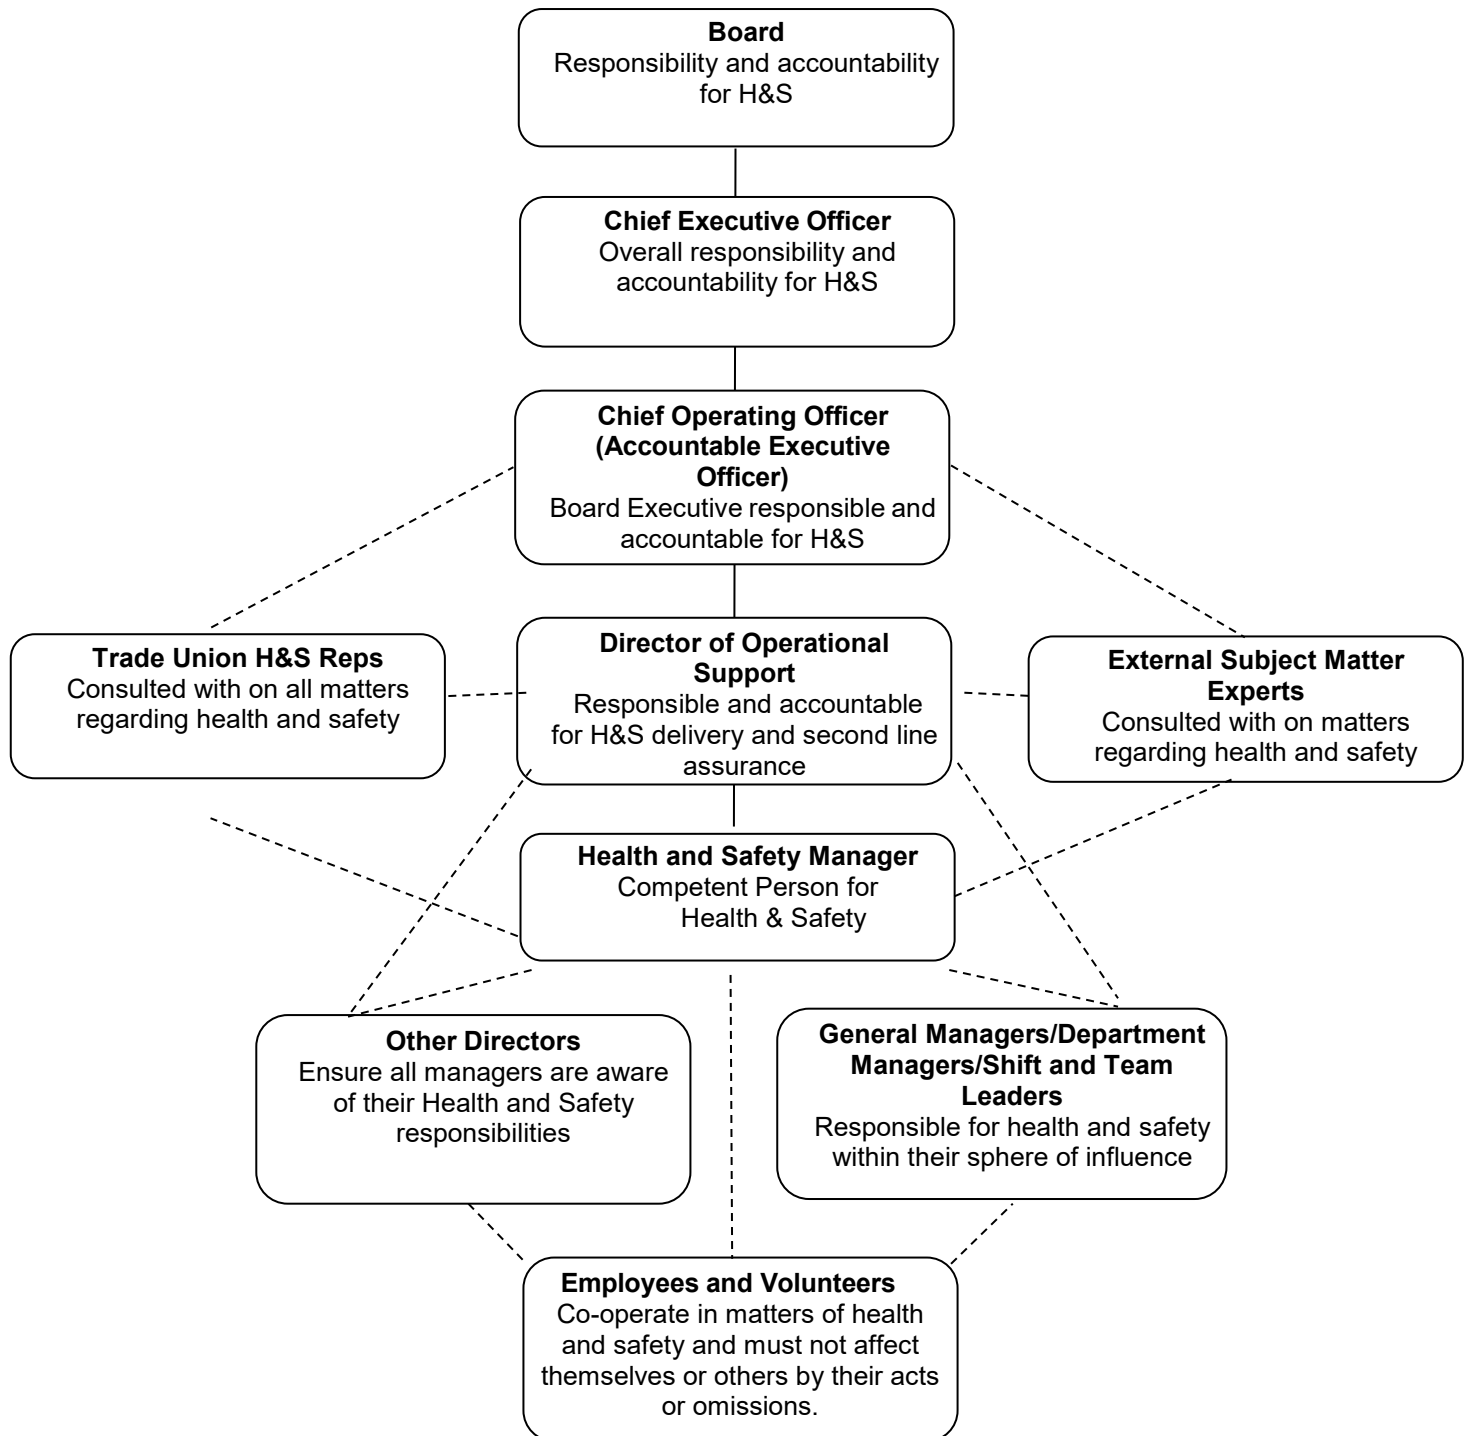 Board
Responsibility and accountability
for H&S
Chief Executive Officer
Overall responsibility and
accountability for H&S
Chief Operating Officer
(Accountable Executive
Officer)
Board Executive responsible and
accountable for H&S
Trade Union H&S Reps
Consulted with on all matters
regarding health and safety
Director of Operational
Support
Responsible and accountable
for H&S delivery and second line
assurance
External Subject Matter
Experts
Consulted with on matters
regarding health and safety
Health and Safety Manager
Competent Person for
Health & Safety
Other Directors
Ensure all managers are aware
of their Health and Safety
responsibilities
General Managers/Department
Managers/Shift and Team
Leaders
Responsible for health and safety
within their sphere of influence
Employees and Volunteers
Co-operate in matters of health
and safety and must not affect
themselves or others by their acts
or omissions.